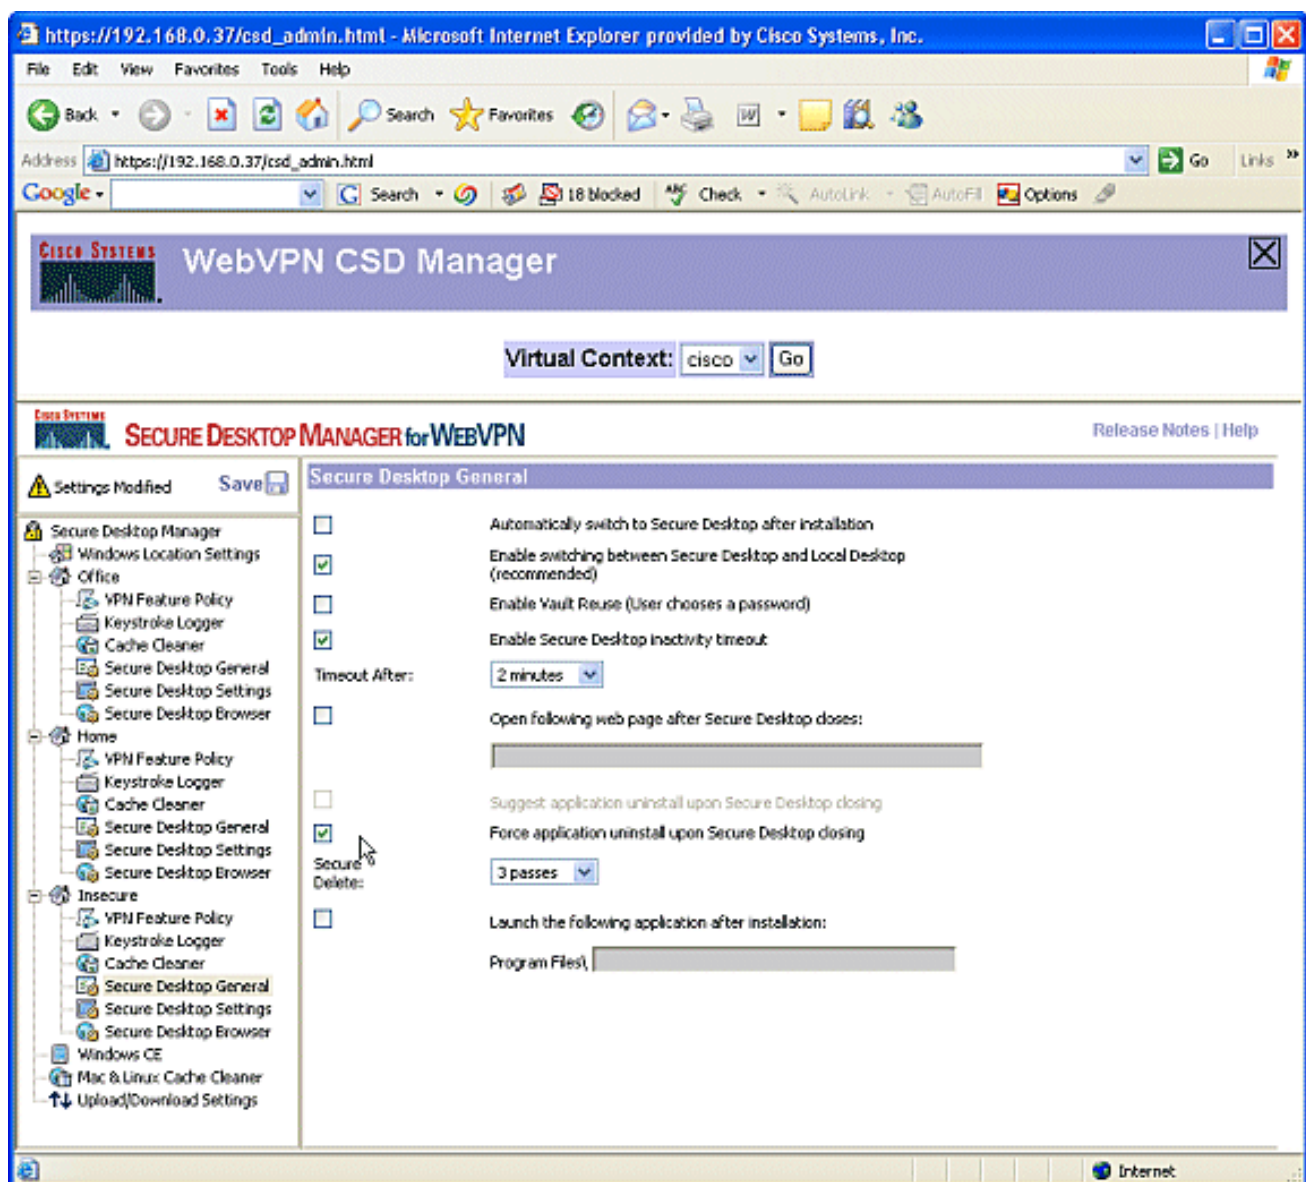 https://192.168.0.37/csd_admin.html - Microsoft Internet Explorer provided by Cisco Systems, Inc.
File Edit View Favorites Tools Help
Back Search Favorites
Address https://192.168.0.37/csd_admin.html Go Links »
Google Search 18 blocked ABC Check AutoLink AutoFill Options
CISCO SYSTEMS WebVPN CSD Manager
Virtual Context: cisco Go
CISCO SYSTEMS SECURE DESKTOP MANAGER for WEBVPN Release Notes | Help
Settings Modified Save
Secure Desktop Manager
Windows Location Settings
Office
VPN Feature Policy
Keystroke Logger
Cache Cleaner
Secure Desktop General
Secure Desktop Settings
Secure Desktop Browser
Home
VPN Feature Policy
Keystroke Logger
Cache Cleaner
Secure Desktop General
Secure Desktop Settings
Secure Desktop Browser
Insecure
VPN Feature Policy
Keystroke Logger
Cache Cleaner
Secure Desktop General
Secure Desktop Settings
Secure Desktop Browser
Windows CE
Mac & Linux Cache Cleaner
Upload/Download Settings
Secure Desktop General
Automatically switch to Secure Desktop after installation
Enable switching between Secure Desktop and Local Desktop
(recommended)
Enable Vault Reuse (User chooses a password)
Enable Secure Desktop inactivity timeout
Timeout After: 2 minutes
Open following web page after Secure Desktop closes:
Suggest application uninstall upon Secure Desktop closing
Force application uninstall upon Secure Desktop closing
Secure
Delete: 3 passes
Launch the following application after installation:
Program Files\
Internet